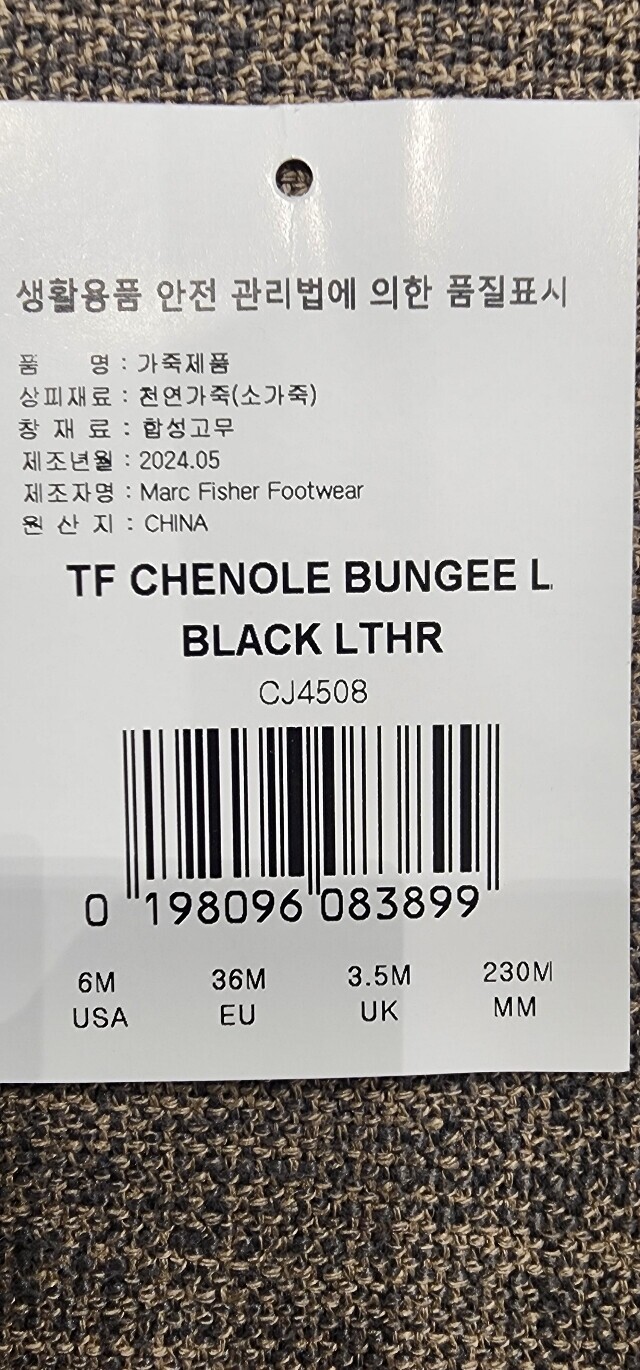 생활용품 안전 관리법에 의한 품질표시
품 명 : 가죽제품
상피재료 : 천연가죽(소가죽)
창 재 료 : 합성고무
제조년월 : 2024.05
제조자명 : Marc Fisher Footwear
원 산 지 : CHINA
TF CHENOLE BUNGEE L
BLACK LTHR
CJ4508
0 198096 083899
6M 36M 3.5M 230M
USA EU UK MM